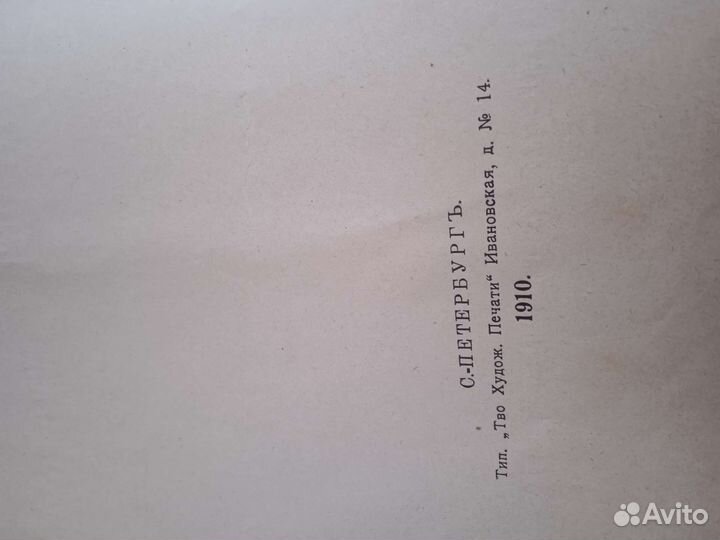 С.-ПЕТЕРБУРГЪ.
Тип. „Тво Худож. Печати“ Ивановская, д. № 14.
1910.
Avito